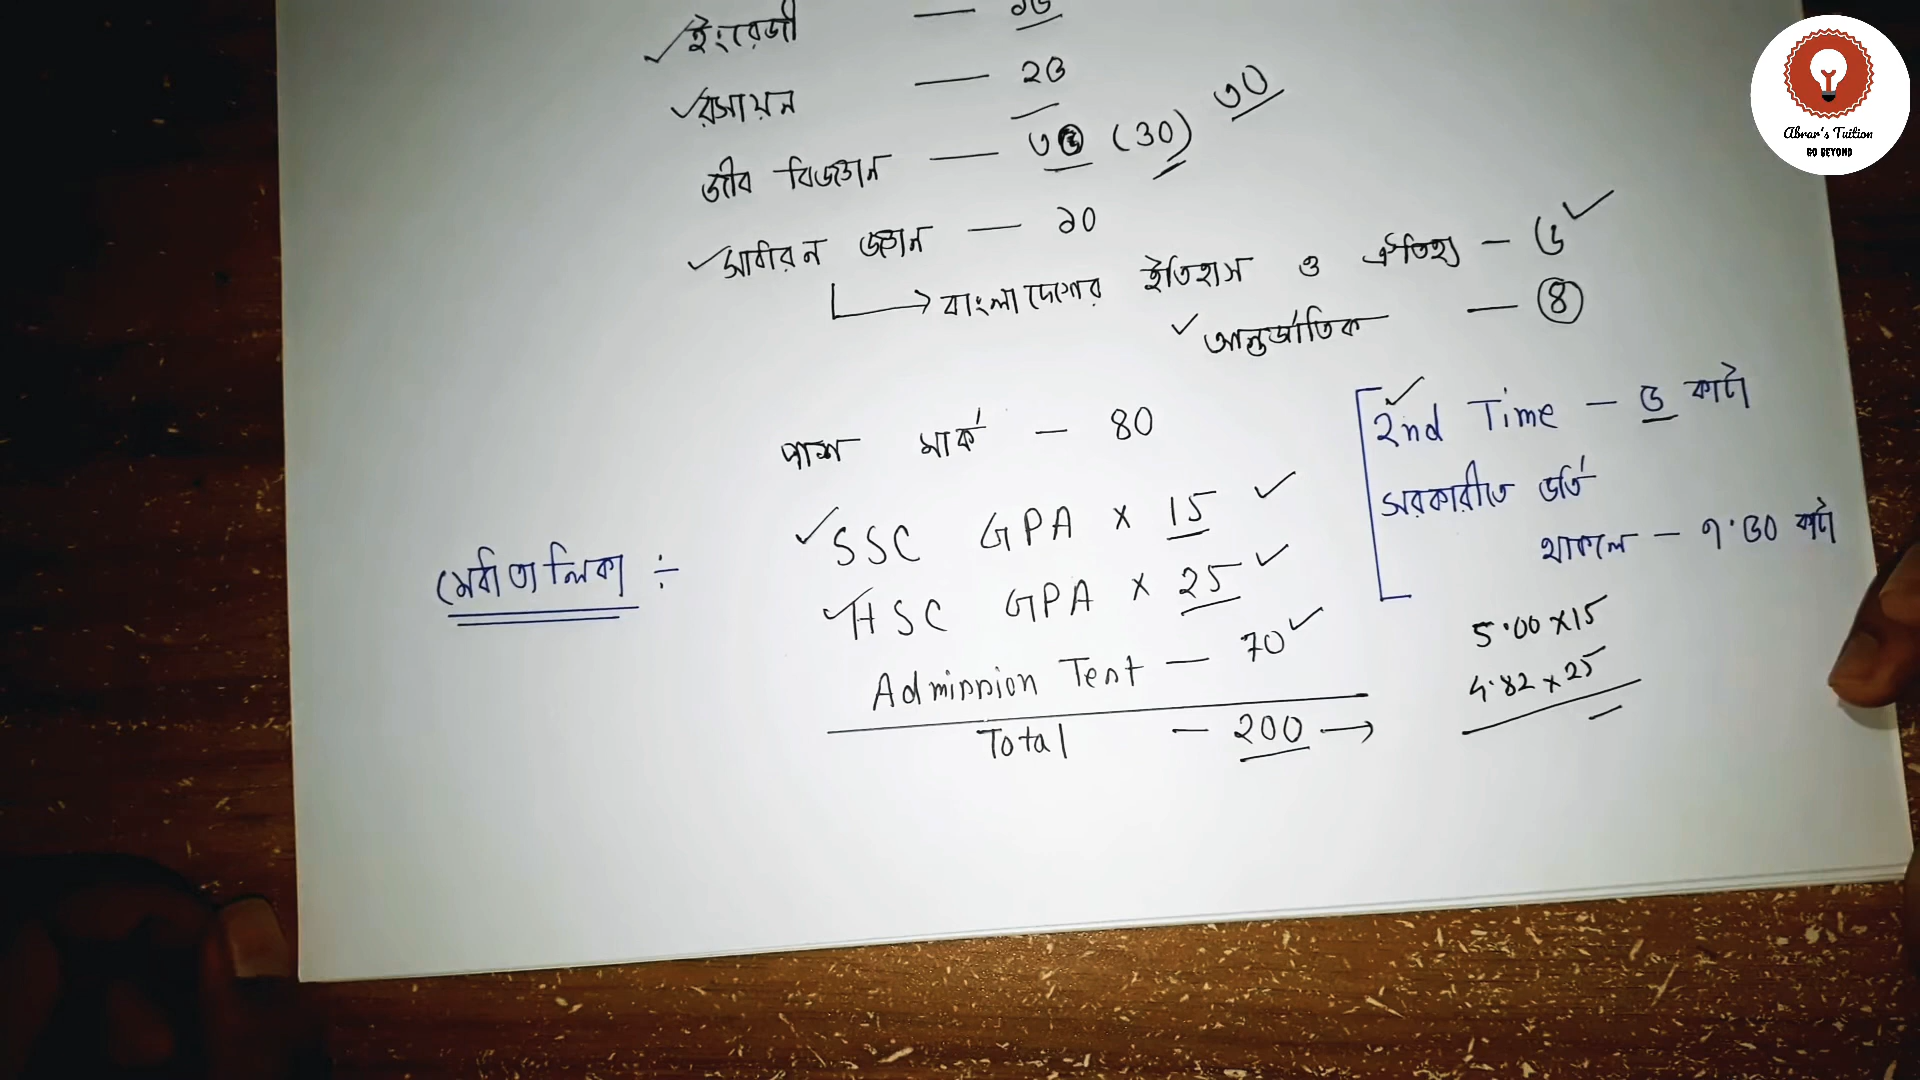 ইংরেজী — ১৫
রসায়ন — ২৫
জীব বিজ্ঞান — ৩ (30) ৩০
সাধারন জ্ঞান — ১০
বাংলাদেশের ইতিহাস ও ঐতিহ্য — ৬
আন্তর্জাতিক — ৪
পাশ মার্ক — ৪০
2nd Time — ৫ কাটা
সরকারীতে ভর্তি
থাকলে — ৭.৫০ কাটা
মেধাতালিকা ÷
SSC GPA × 15
HSC GPA × 25
Admission Test — 70
Total — 200 →
5.00 × 15
4.82 × 25
Abrar's Tuition
GO BEYOND